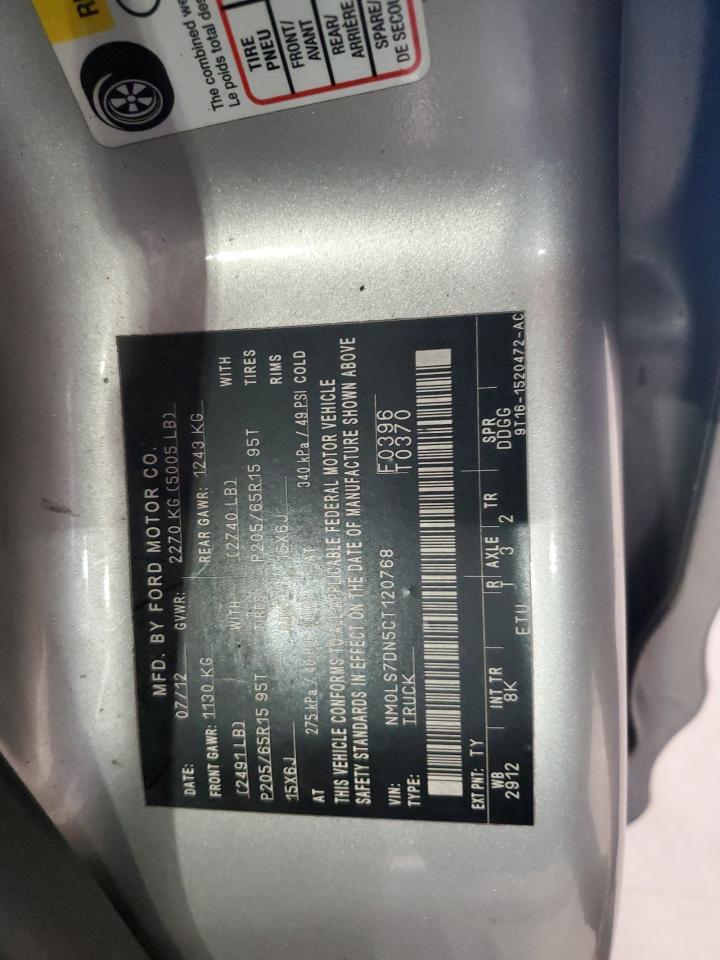 MFD. BY FORD MOTOR CO.
DATE: 07/12 GVWR: 2270 KG (5005 LB)
FRONT GAWR: 1130 KG REAR GAWR: 1243 KG
(2491 LB) WITH (2740 LB) WITH
P205/65R15 95T TIRES P205/65R15 95T TIRES
15X6J 15X6J RIMS
AT 275 kPa / 40 AT 340 kPa / 49 PSI COLD
THIS VEHICLE CONFORMS TO ALL APPLICABLE FEDERAL MOTOR VEHICLE
SAFETY STANDARDS IN EFFECT ON THE DATE OF MANUFACTURE SHOWN ABOVE
VIN: NM0LS7DN5CT120768 F0396
TYPE: TRUCK T0370
EXT PNT: TY
WB INT TR R AXLE TR SPR
2912 8K J 3 2 DDGG
ETU 9T16-1520472-AC
The combined we
Le poids total des
TIRE
PNEU
FRONT/
AVANT
REAR/
ARRIÈRE
SPARE/
DE SECOU